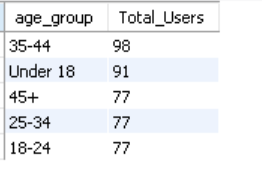 age_group Total_Users
35-44 98
Under 18 91
45+ 77
25-34 77
18-24 77